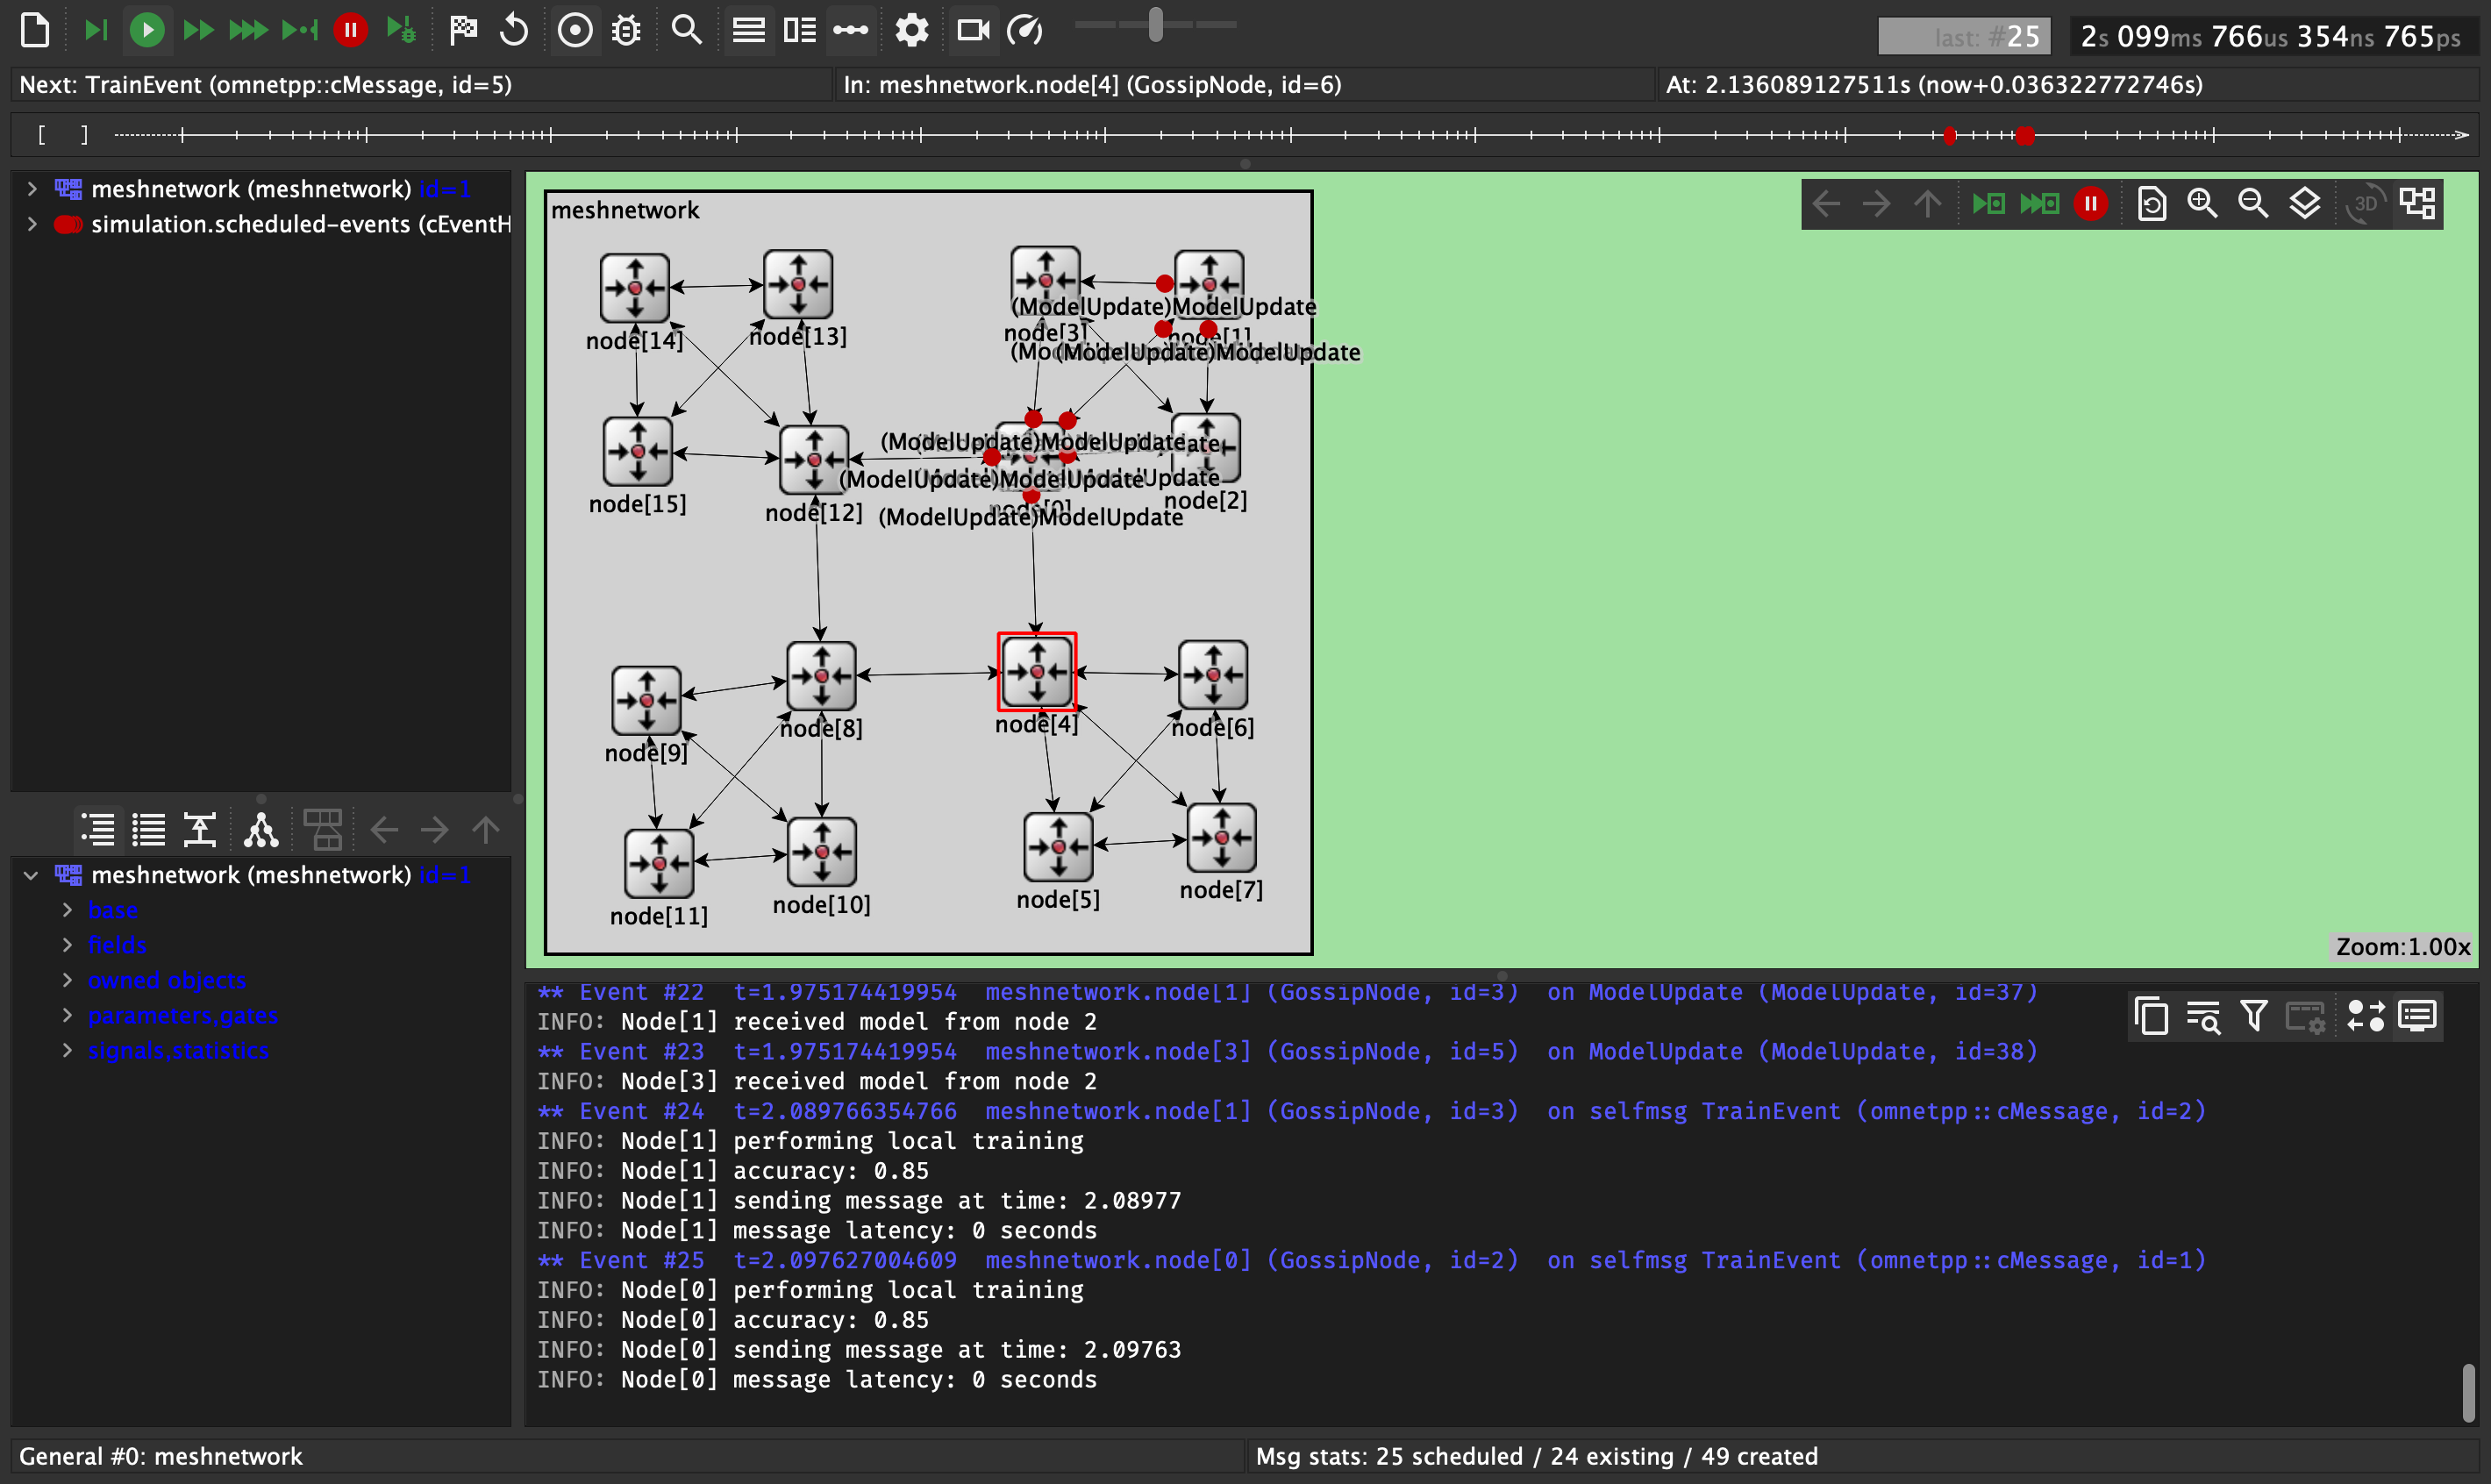 last: #25
2s 099ms 766us 354ns 765ps
Next: TrainEvent (omnetpp::cMessage, id=5)
In: meshnetwork.node[4] (GossipNode, id=6)
At: 2.136089127511s (now+0.036322772746s)
[ ]
meshnetwork (meshnetwork) id=1
simulation.scheduled-events (cEventH
3D
meshnetwork
(ModelUpdate)ModelUpdate
node[3]
node[1]
node[14]
node[13]
(ModelUpdate)ModelUpdate
(ModelUpdate)ModelUpdate
(ModelUpdate)ModelUpdate
node[15]
node[12]
node[0]
node[2]
(ModelUpdate)ModelUpdate
node[9]
node[8]
node[4]
node[6]
node[11]
node[10]
node[5]
node[7]
Zoom:1.00x
meshnetwork (meshnetwork) id=1
base
fields
owned objects
parameters,gates
signals,statistics
** Event #22 t=1.975174419954 meshnetwork.node[1] (GossipNode, id=3) on ModelUpdate (ModelUpdate, id=37)
INFO: Node[1] received model from node 2
** Event #23 t=1.975174419954 meshnetwork.node[3] (GossipNode, id=5) on ModelUpdate (ModelUpdate, id=38)
INFO: Node[3] received model from node 2
** Event #24 t=2.089766354766 meshnetwork.node[1] (GossipNode, id=3) on selfmsg TrainEvent (omnetpp::cMessage, id=2)
INFO: Node[1] performing local training
INFO: Node[1] accuracy: 0.85
INFO: Node[1] sending message at time: 2.08977
INFO: Node[1] message latency: 0 seconds
** Event #25 t=2.097627004609 meshnetwork.node[0] (GossipNode, id=2) on selfmsg TrainEvent (omnetpp::cMessage, id=1)
INFO: Node[0] performing local training
INFO: Node[0] accuracy: 0.85
INFO: Node[0] sending message at time: 2.09763
INFO: Node[0] message latency: 0 seconds
General #0: meshnetwork
Msg stats: 25 scheduled / 24 existing / 49 created